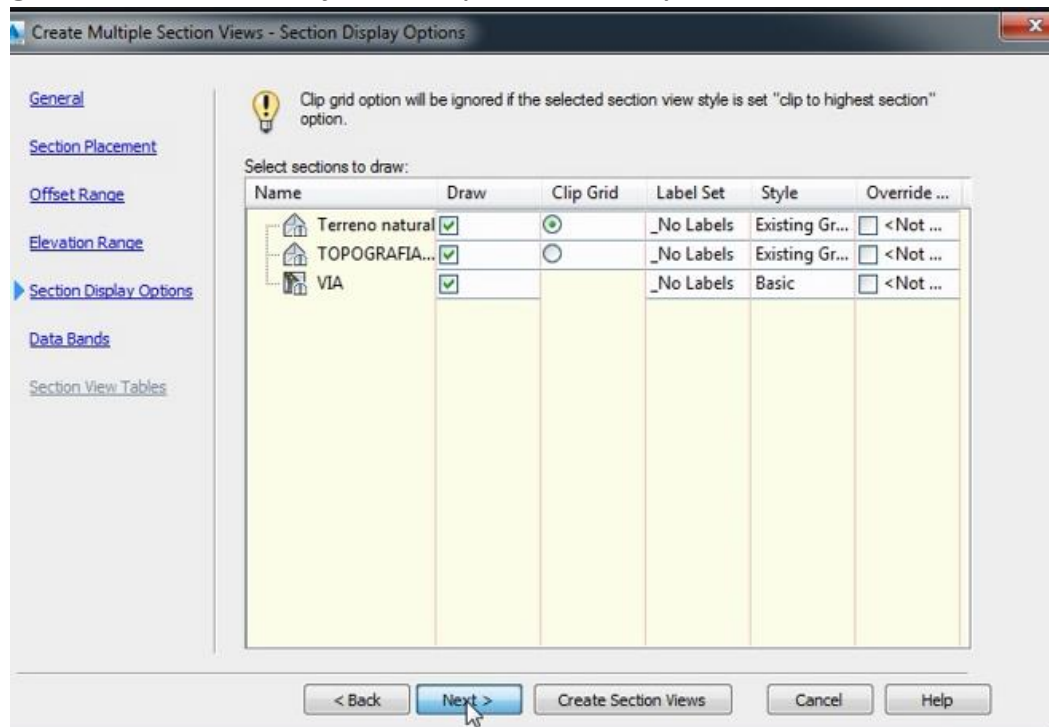 Create Multiple Section Views - Section Display Options
General
Section Placement
Offset Range
Elevation Range
Section Display Options
Data Bands
Section View Tables
Clip grid option will be ignored if the selected section view style is set "clip to highest section"
option.
Select sections to draw:
Name Draw Clip Grid Label Set Style Override ...
Terreno natural _No Labels Existing Gr... <Not ...
TOPOGRAFIA... _No Labels Existing Gr... <Not ...
VIA _No Labels Basic <Not ...
< Back Next > Create Section Views Cancel Help